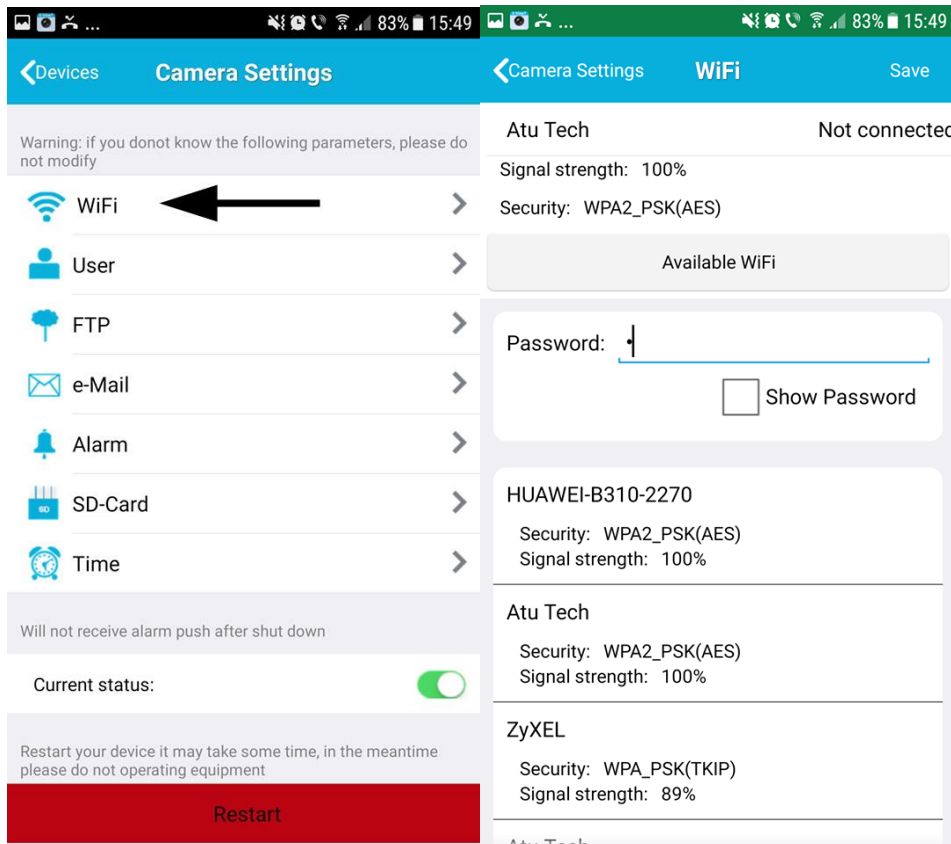 ... 83% 15:49
Devices Camera Settings
Warning: if you donot know the following parameters, please do
not modify
WiFi
User
FTP
e-Mail
Alarm
SD
SD-Card
Time
Will not receive alarm push after shut down
Current status:
Restart your device it may take some time, in the meantime
please do not operating equipment
Restart
... 83% 15:49
Camera Settings WiFi Save
Atu Tech Not connected
Signal strength: 100%
Security: WPA2_PSK(AES)
Available WiFi
Password: •
Show Password
HUAWEI-B310-2270
Security: WPA2_PSK(AES)
Signal strength: 100%
Atu Tech
Security: WPA2_PSK(AES)
Signal strength: 100%
ZyXEL
Security: WPA_PSK(TKIP)
Signal strength: 89%
Atu Tech